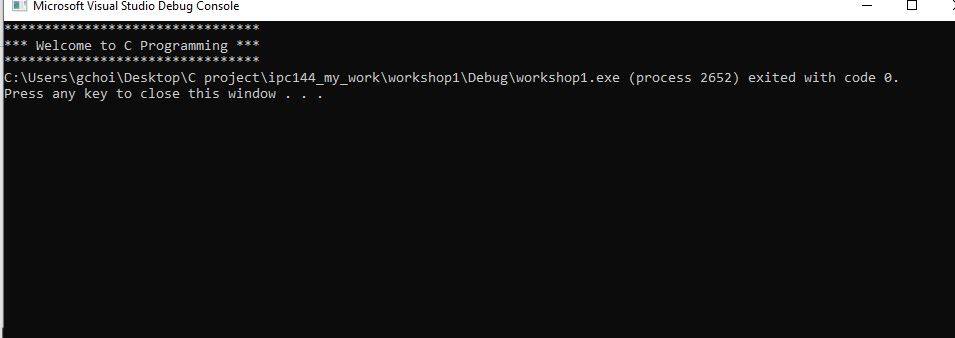 Microsoft Visual Studio Debug Console
********************************
*** Welcome to C Programming ***
********************************
C:\Users\gchoi\Desktop\C project\ipc144_my_work\workshop1\Debug\workshop1.exe (process 2652) exited with code 0.
Press any key to close this window . . .